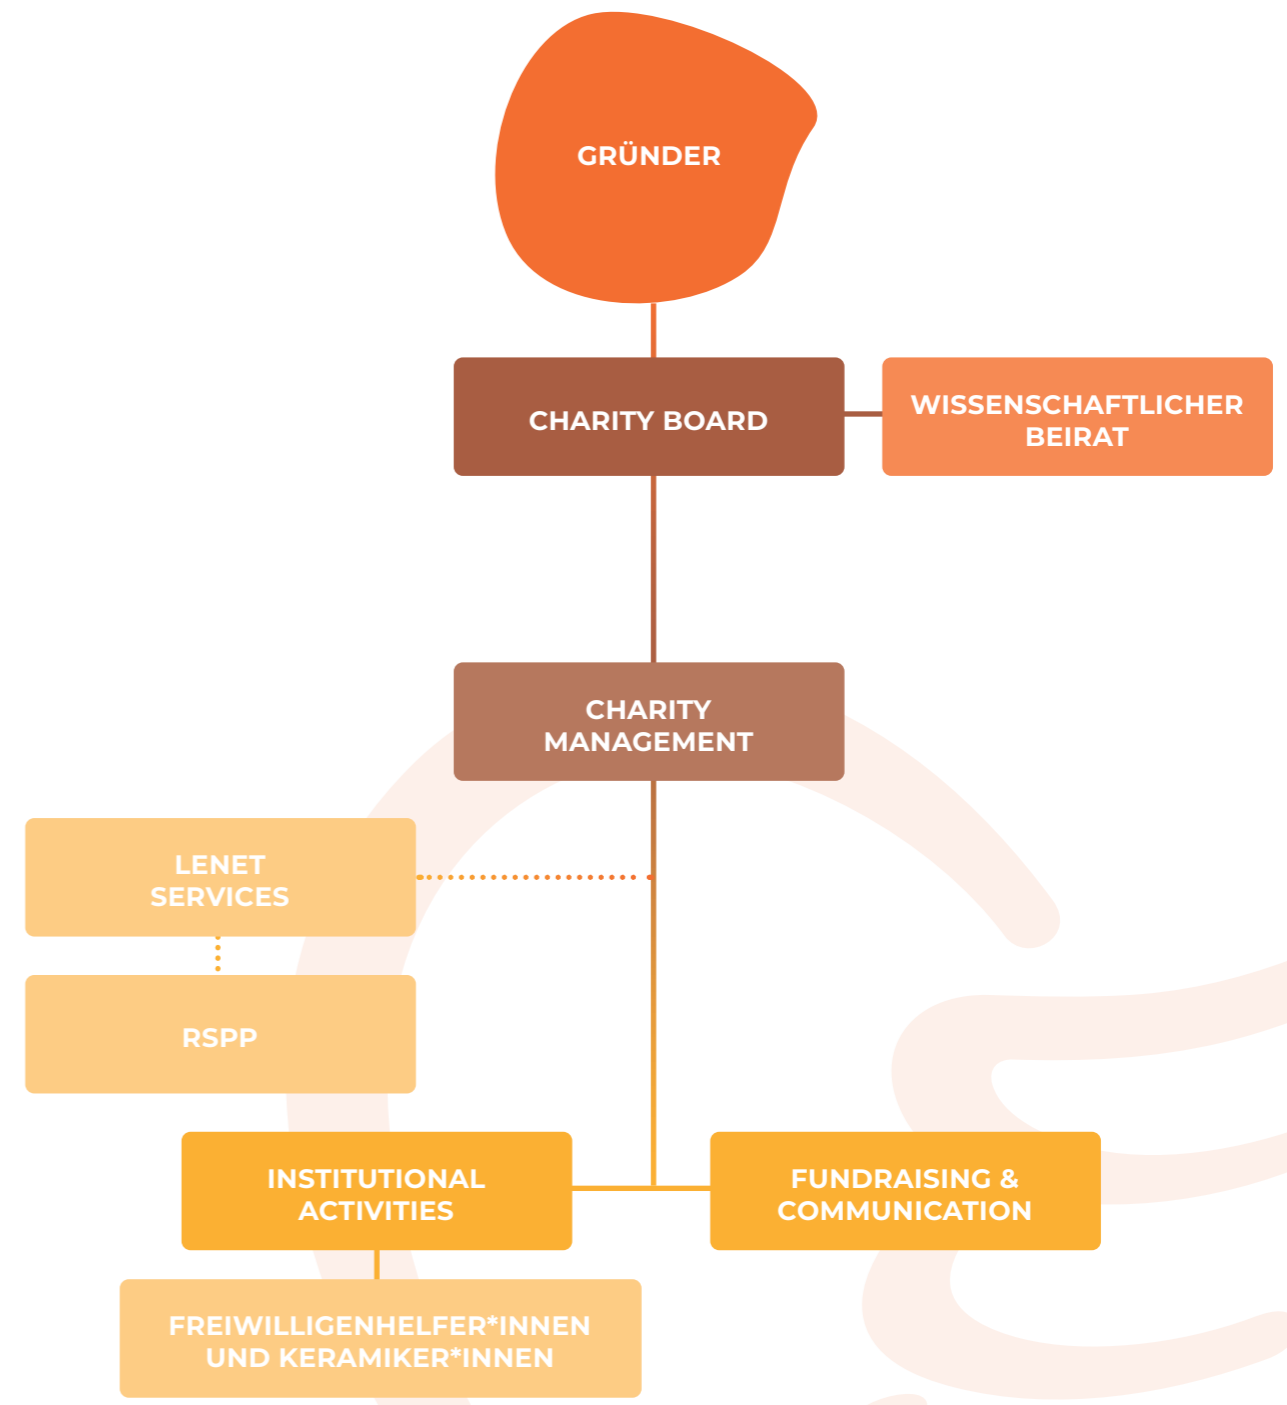 GRÜNDER
CHARITY BOARD
WISSENSCHAFTLICHER
BEIRAT
CHARITY
MANAGEMENT
LENET
SERVICES
RSPP
INSTITUTIONAL
ACTIVITIES
FUNDRAISING &
COMMUNICATION
FREIWILLIGENHELFER*INNEN
UND KERAMIKER*INNEN